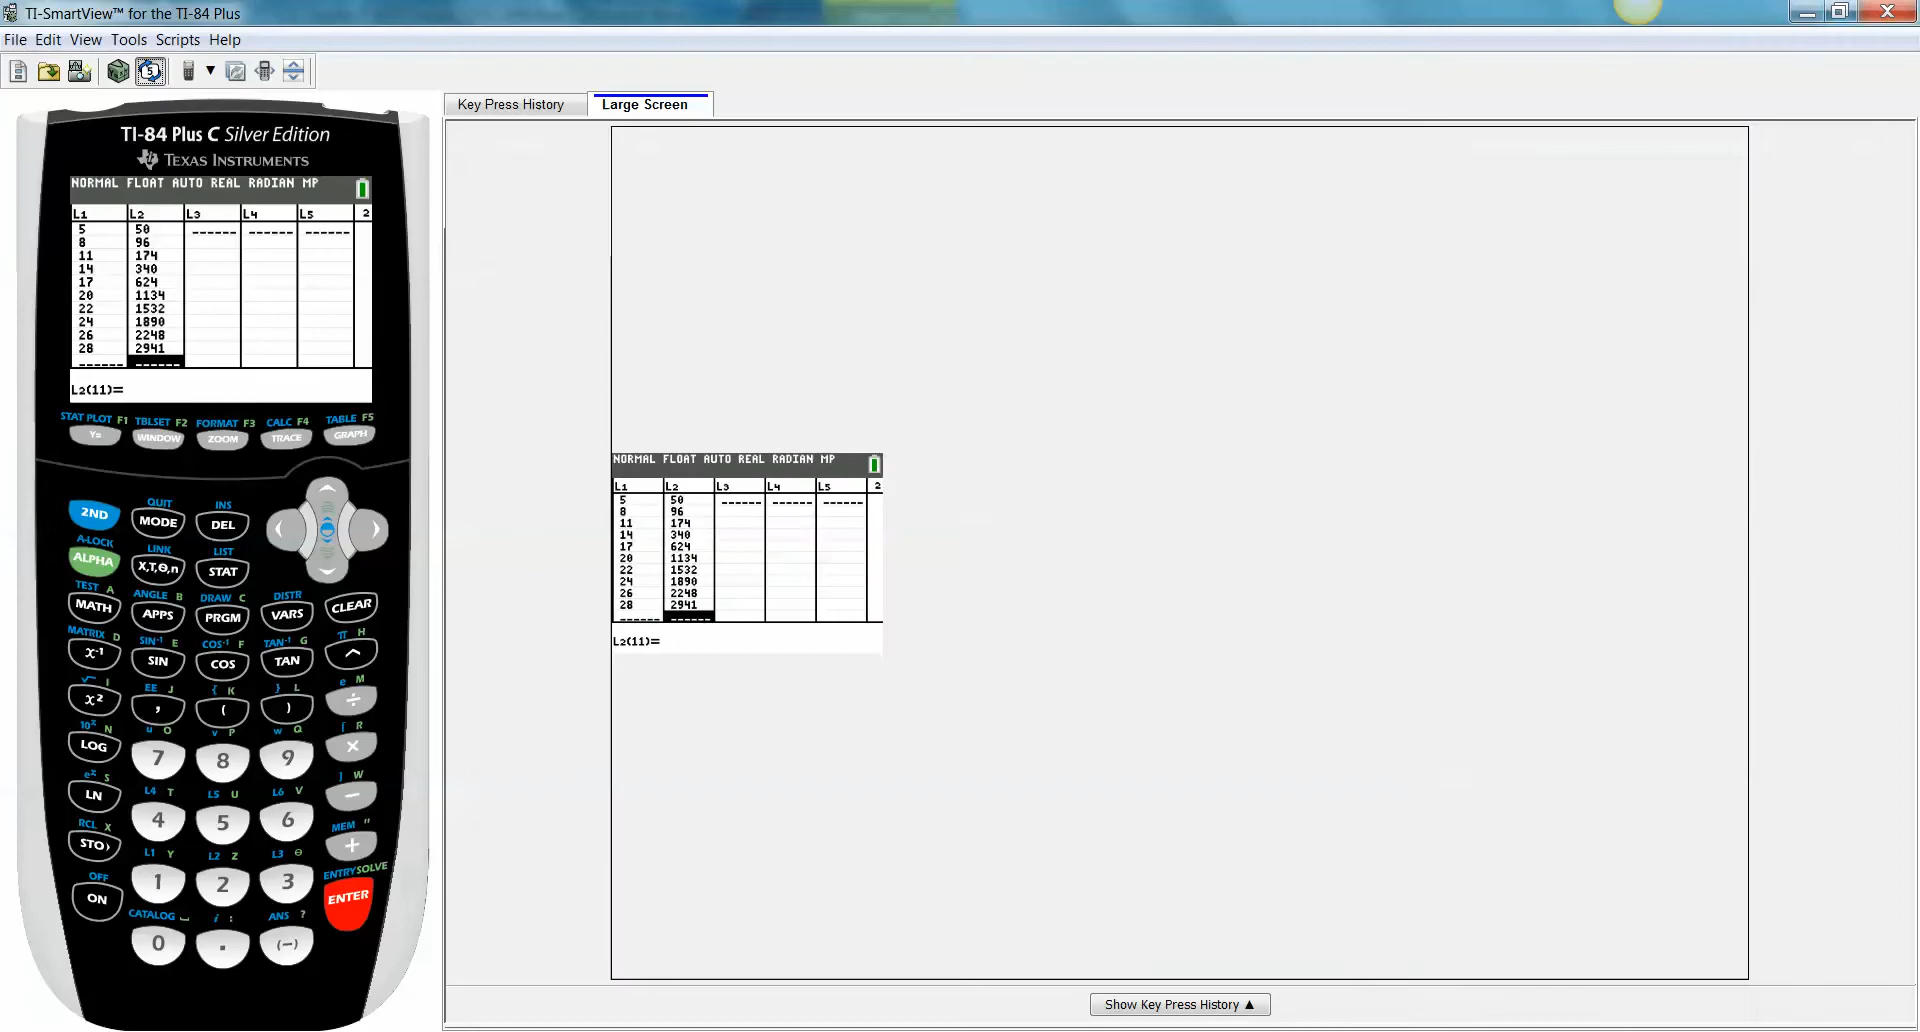 TI-SmartView™ for the TI-84 Plus
File Edit View Tools Scripts Help
5
Key Press History Large Screen
TI-84 Plus C Silver Edition
TEXAS INSTRUMENTS
NORMAL FLOAT AUTO REAL RADIAN MP
L1 L2 L3 L4 L5 2
5 50 ------ ------ ------
8 96
11 174
14 340
17 624
20 1134
22 1532
24 1890
26 2248
28 2941
------ ------
L2(11)=
STAT PLOT F1 TBLSET F2 FORMAT F3 CALC F4 TABLE F5
Y= WINDOW ZOOM TRACE GRAPH
QUIT INS
2ND MODE DEL
A-LOCK LINK LIST
ALPHA X,T,Θ,n STAT
TEST A ANGLE B DRAW C DISTR
MATH APPS PRGM VARS CLEAR
MATRIX D SIN-1 E COS-1 F TAN-1 G π H
x-1 SIN COS TAN ^
√ I EE J { K } L e M
x² , ( ) ÷
10x N u O v P w Q [ R
LOG 7 8 9 ×
ex S L4 T L5 U L6 V ] W
LN 4 5 6 −
RCL X L1 Y L2 Z L3 Θ MEM "
STO› 1 2 3 +
OFF CATALOG ⎵ i : ANS ? ENTRY SOLVE
ON 0 . (−) ENTER
NORMAL FLOAT AUTO REAL RADIAN MP
L1 L2 L3 L4 L5 2
5 50 ------ ------ ------
8 96
11 174
14 340
17 624
20 1134
22 1532
24 1890
26 2248
28 2941
------ ------
L2(11)=
Show Key Press History ▲